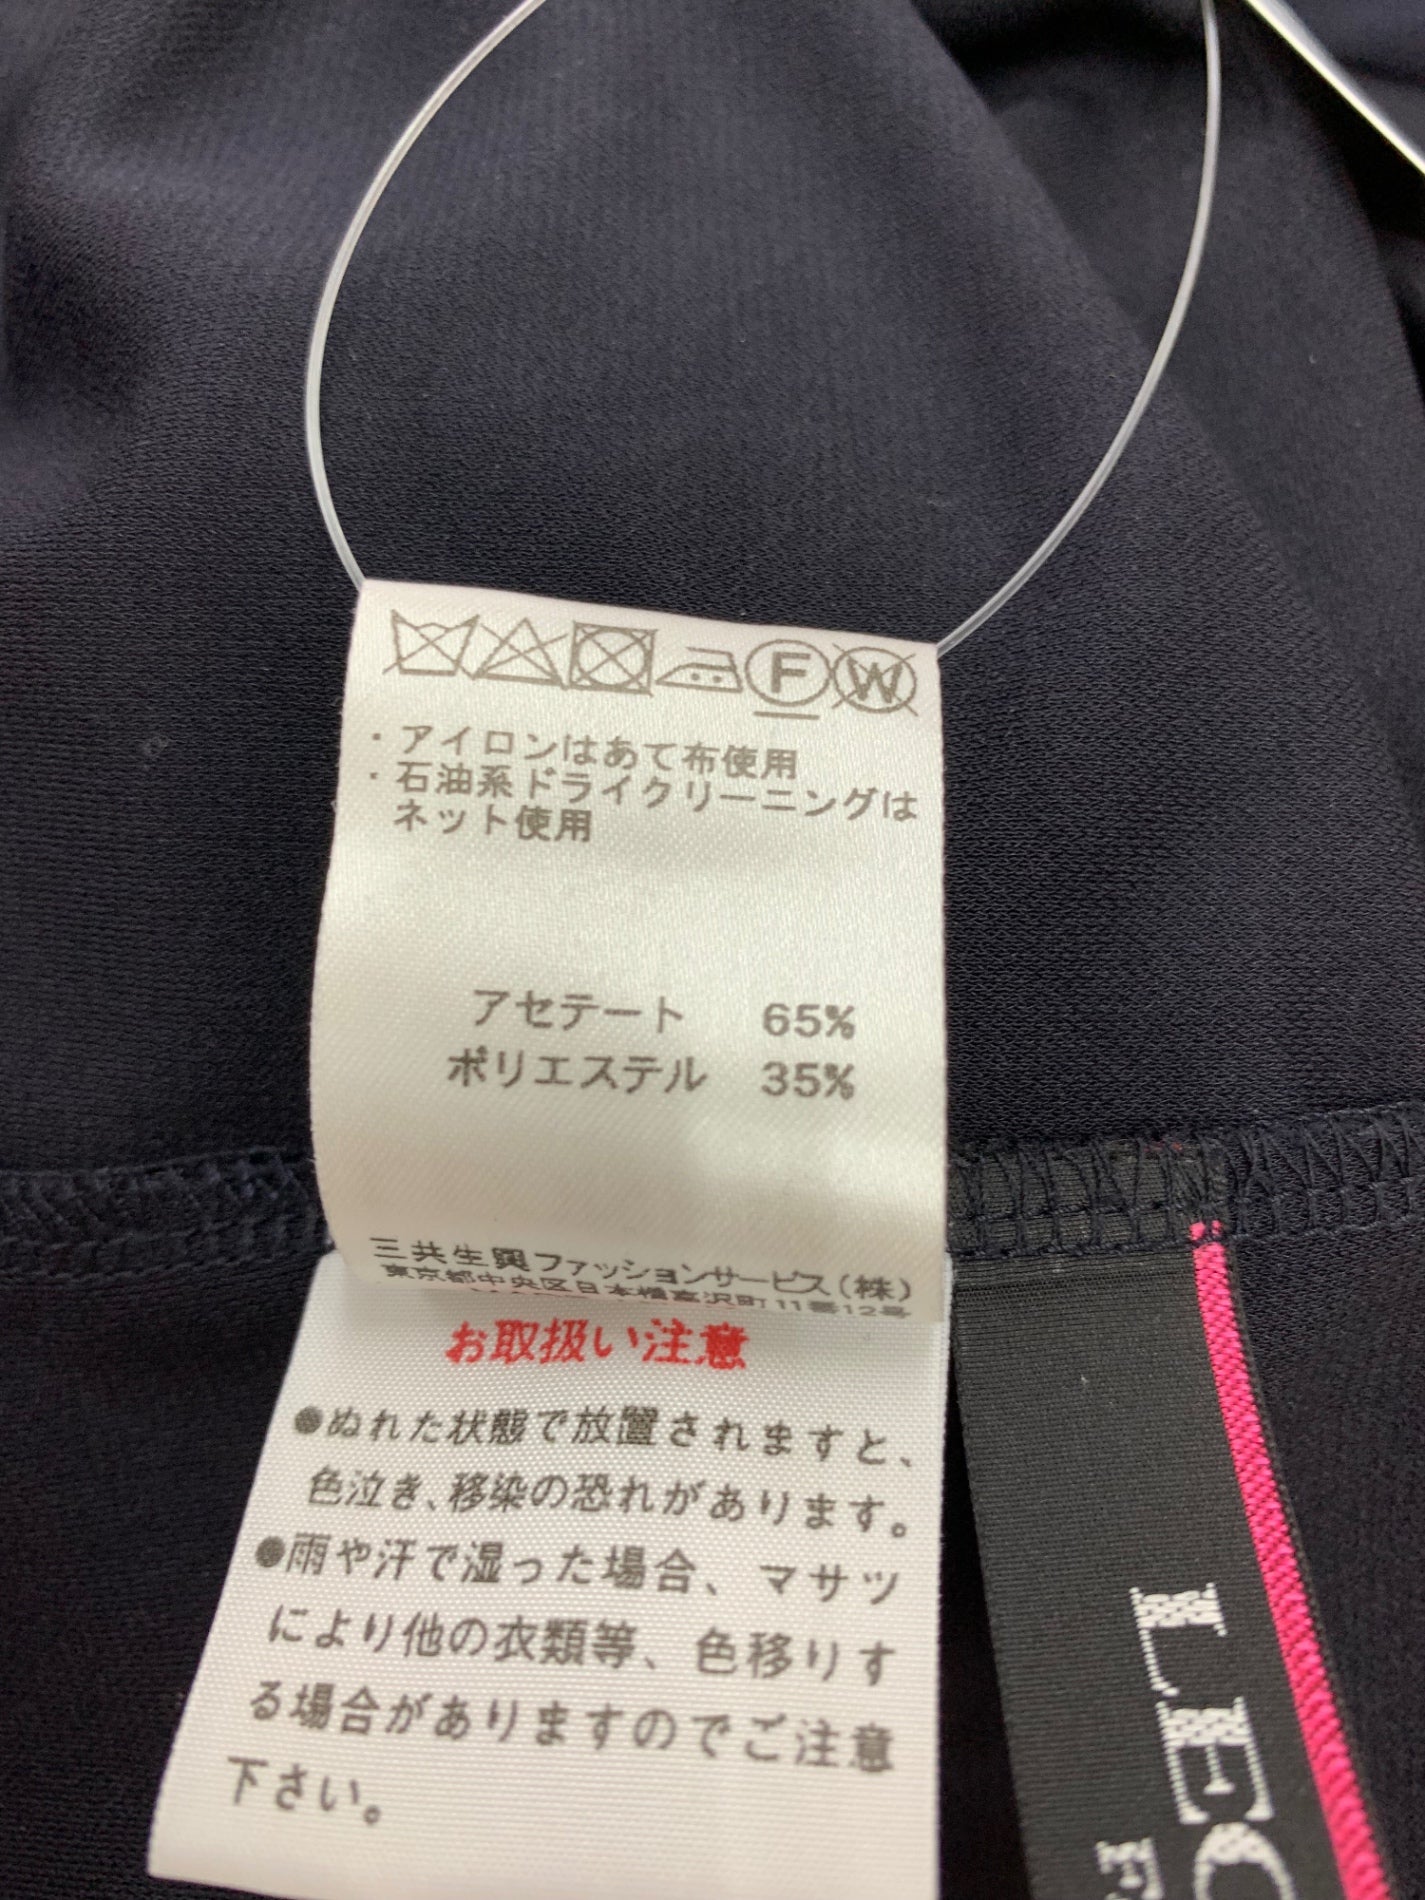 F W
・アイロンはあて布使用
・石油系ドライクリーニングは
ネット使用
アセテート 65%
ポリエステル 35%
三共生興ファッションサービス(株)
東京都中央区日本橋富沢町11番12号
お取扱い注意
●ぬれた状態で放置されますと、
色泣き、移染の恐れがあります。
●雨や汗で湿った場合、マサツ
により他の衣類等、色移りす
る場合がありますのでご注意
下さい。
LEO
F